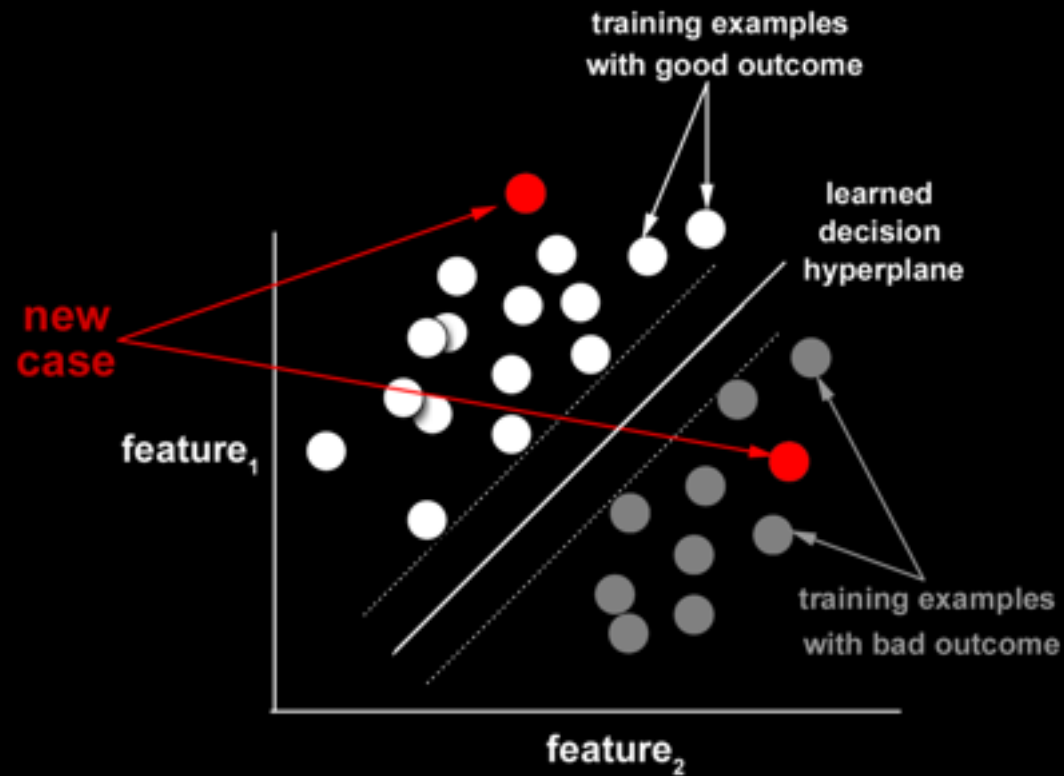 training examples
with good outcome
learned
decision
hyperplane
new
case
feature₁
training examples
with bad outcome
feature₂